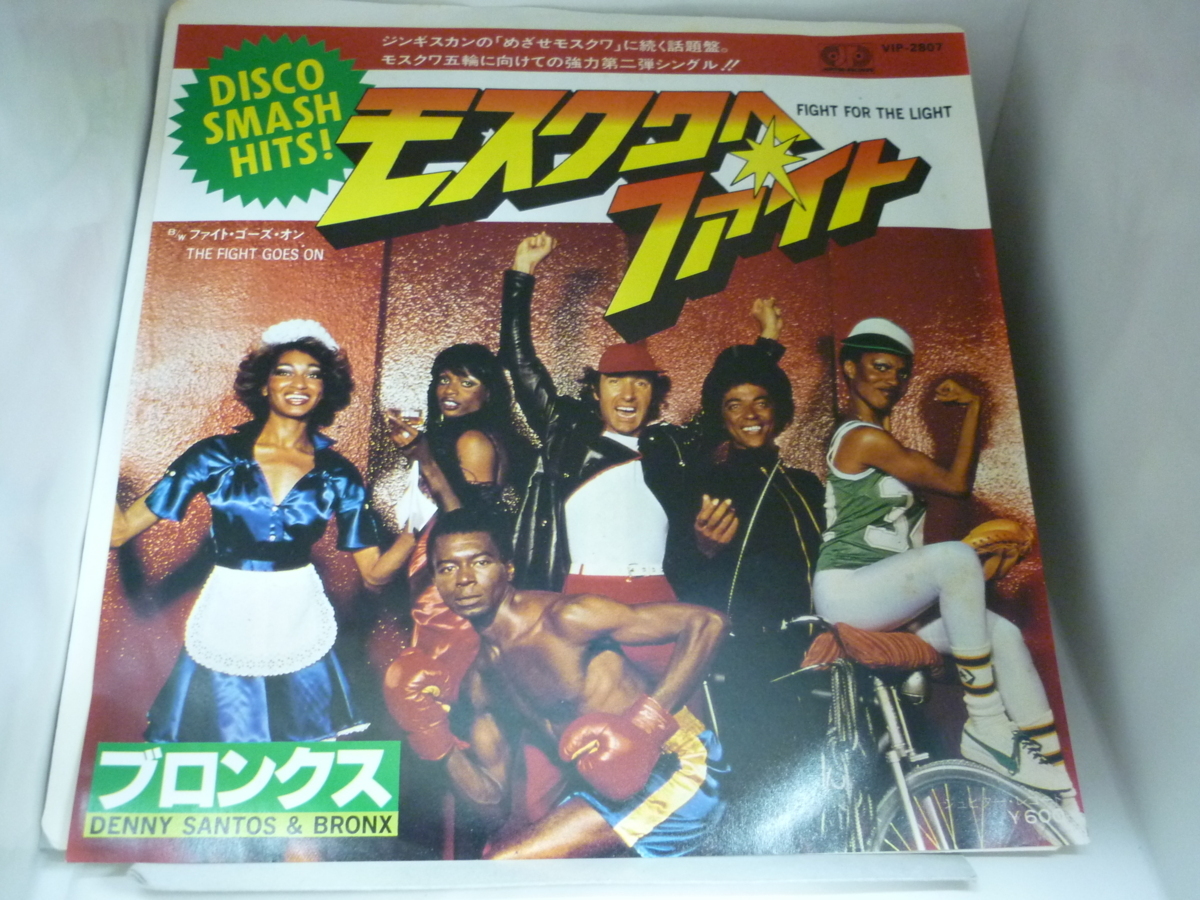 ジンギスカンの「めざせモスクワ」に続く話題盤。
モスクワ五輪に向けての強力第二弾シングル!!
VIP-2807
DISCO
SMASH
HITS!
モスクワへ
ファイト
FIGHT FOR THE LIGHT
B/W ファイト・ゴーズ・オン
THE FIGHT GOES ON
ブロンクス
DENNY SANTOS & BRONX
¥600